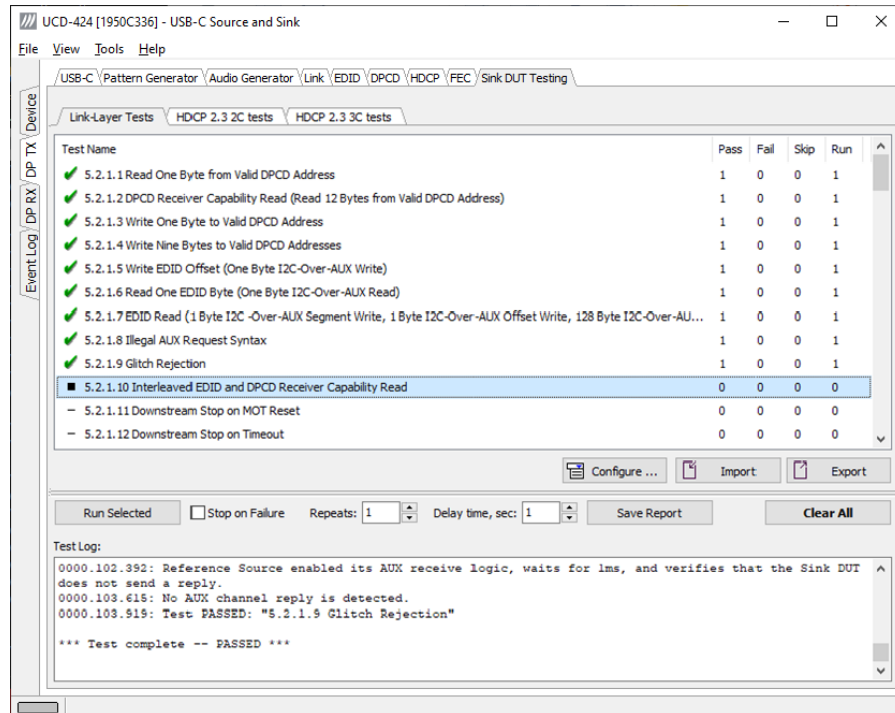 UCD-424 [1950C336] - USB-C Source and Sink
File View Tools Help
USB-C Pattern Generator Audio Generator Link EDID DPCD HDCP FEC Sink DUT Testing
Device
DP TX
DP RX
Event Log
Link-Layer Tests HDCP 2.3 2C tests HDCP 2.3 3C tests
Test Name Pass Fail Skip Run
5.2.1.1 Read One Byte from Valid DPCD Address 1 0 0 1
5.2.1.2 DPCD Receiver Capability Read (Read 12 Bytes from Valid DPCD Address) 1 0 0 1
5.2.1.3 Write One Byte to Valid DPCD Address 1 0 0 1
5.2.1.4 Write Nine Bytes to Valid DPCD Addresses 1 0 0 1
5.2.1.5 Write EDID Offset (One Byte I2C-Over-AUX Write) 1 0 0 1
5.2.1.6 Read One EDID Byte (One Byte I2C-Over-AUX Read) 1 0 0 1
5.2.1.7 EDID Read (1 Byte I2C -Over-AUX Segment Write, 1 Byte I2C-Over-AUX Offset Write, 128 Byte I2C-Over-AU... 1 0 0 1
5.2.1.8 Illegal AUX Request Syntax 1 0 0 1
5.2.1.9 Glitch Rejection 1 0 0 1
5.2.1.10 Interleaved EDID and DPCD Receiver Capability Read 0 0 0 0
5.2.1.11 Downstream Stop on MOT Reset 0 0 0 0
5.2.1.12 Downstream Stop on Timeout 0 0 0 0
Configure ... Import Export
Run Selected Stop on Failure Repeats: 1 Delay time, sec: 1 Save Report Clear All
Test Log:
0000.102.392: Reference Source enabled its AUX receive logic, waits for 1ms, and verifies that the Sink DUT
does not send a reply.
0000.103.615: No AUX channel reply is detected.
0000.103.919: Test PASSED: "5.2.1.9 Glitch Rejection"
*** Test complete -- PASSED ***